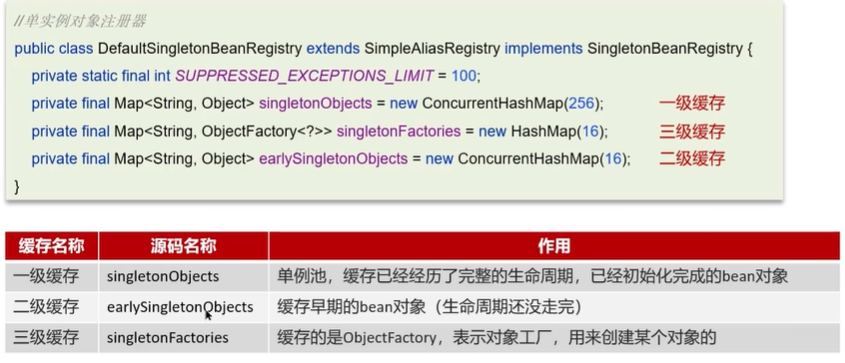 //单实例对象注册器
public class DefaultSingletonBeanRegistry extends SimpleAliasRegistry implements SingletonBeanRegistry {
private static final int SUPPRESSED_EXCEPTIONS_LIMIT = 100;
private final Map<String, Object> singletonObjects = new ConcurrentHashMap(256); 一级缓存
private final Map<String, ObjectFactory<?>> singletonFactories = new HashMap(16); 三级缓存
private final Map<String, Object> earlySingletonObjects = new ConcurrentHashMap(16); 二级缓存
}
缓存名称 源码名称 作用
一级缓存 singletonObjects 单例池，缓存已经经历了完整的生命周期，已经初始化完成的bean对象
二级缓存 earlySingletonObjects 缓存早期的bean对象（生命周期还没走完）
三级缓存 singletonFactories 缓存的是ObjectFactory，表示对象工厂，用来创建某个对象的